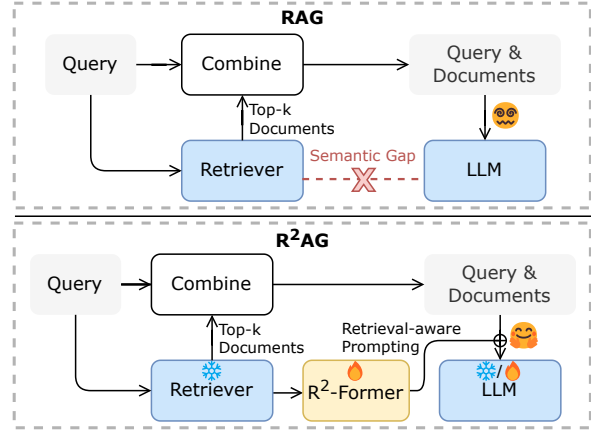 RAG
Query
Combine
Query &
Documents
Top-k
Documents
Retriever
Semantic Gap
X
LLM
R²AG
Query
Combine
Query &
Documents
Top-k
Documents
Retrieval-aware
Prompting
Retriever
R²-Former
/
LLM